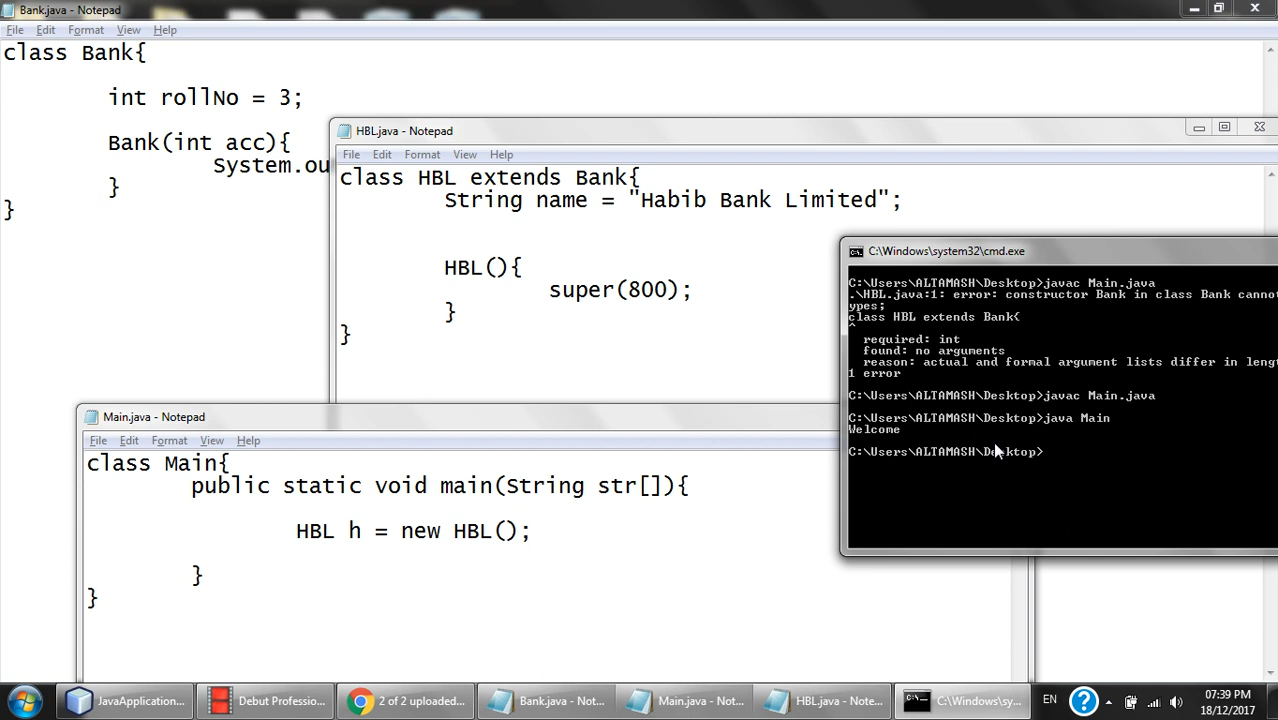 Bank.java - Notepad
File Edit Format View Help
class Bank{
int rollNo = 3;
Bank(int acc){
System.ou
}
}
HBL.java - Notepad
File Edit Format View Help
class HBL extends Bank{
String name = "Habib Bank Limited";
HBL(){
super(800);
}
}
Main.java - Notepad
File Edit Format View Help
class Main{
public static void main(String str[]){
HBL h = new HBL();
}
}
C:\Windows\system32\cmd.exe
C:\Users\ALTAMASH\Desktop>javac Main.java
.\HBL.java:1: error: constructor Bank in class Bank canno
ypes;
class HBL extends Bank{
^
required: int
found: no arguments
reason: actual and formal argument lists differ in leng
1 error
C:\Users\ALTAMASH\Desktop>javac Main.java
C:\Users\ALTAMASH\Desktop>java Main
Welcome
C:\Users\ALTAMASH\Desktop>
JavaApplication...
Debut Professio...
2 of 2 uploaded...
Bank.java - Not...
Main.java - Not...
HBL.java - Note...
C:\Windows\sy...
EN
07:39 PM
18/12/2017